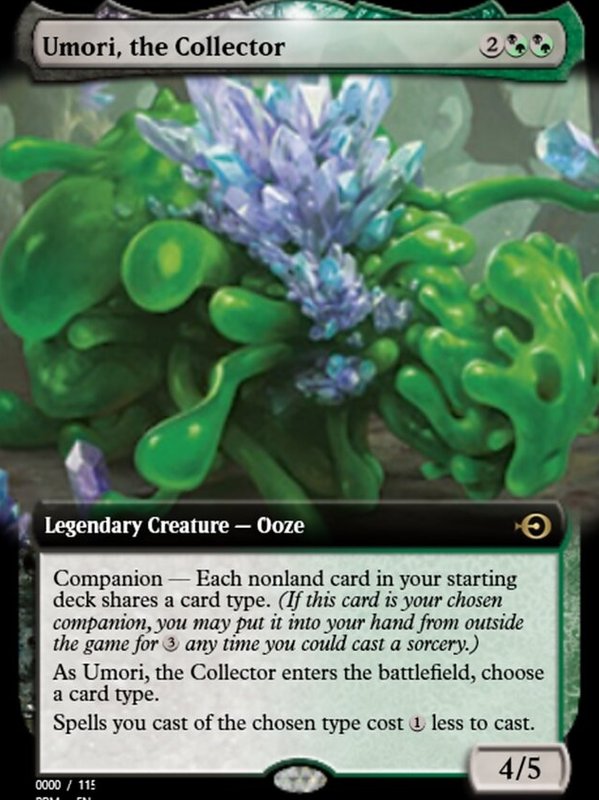 Umori, the Collector 2
Legendary Creature — Ooze
Companion — Each nonland card in your starting
deck shares a card type. (If this card is your chosen
companion, you may put it into your hand from outside
the game for 3 any time you could cast a sorcery.)
As Umori, the Collector enters the battlefield, choose
a card type.
Spells you cast of the chosen type cost 1 less to cast.
4/5
0000 / 115